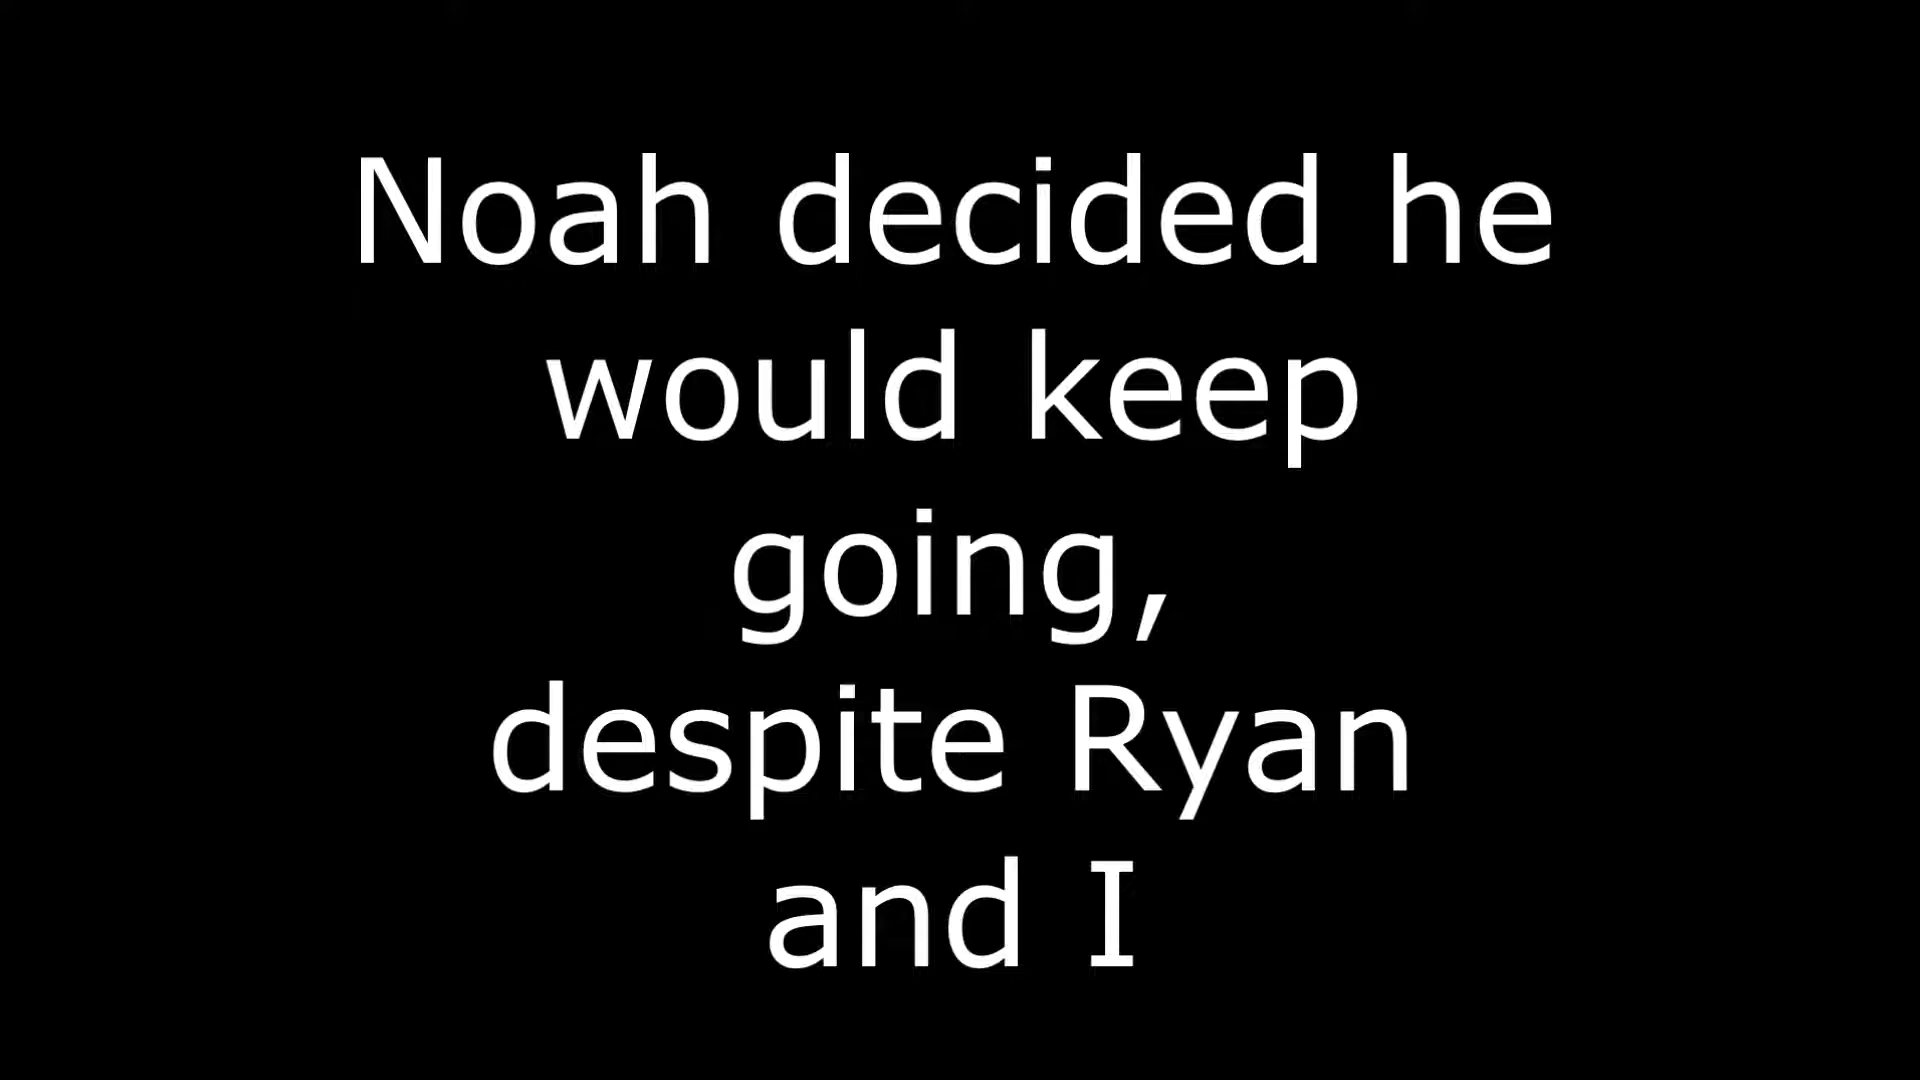 Noah decided he
would keep
going,
despite Ryan
and I